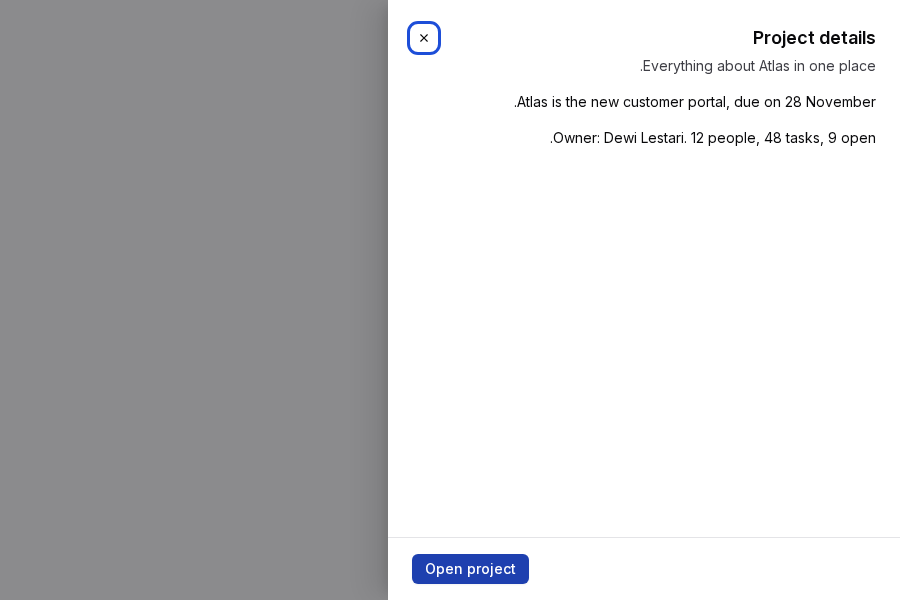 Project details
.Everything about Atlas in one place
.Atlas is the new customer portal, due on 28 November
.Owner: Dewi Lestari. 12 people, 48 tasks, 9 open
Open project